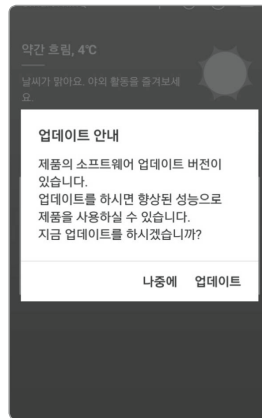 약간 흐림, 4℃
날씨가 맑아요. 야외 활동을 즐겨보세
요.
업데이트 안내
제품의 소프트웨어 업데이트 버전이
있습니다.
업데이트를 하시면 향상된 성능으로
제품을 사용하실 수 있습니다.
지금 업데이트를 하시겠습니까?
나중에 업데이트